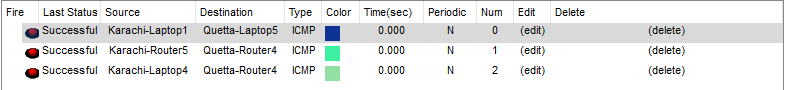 Fire Last Status Source Destination Type Color Time(sec) Periodic Num Edit Delete
Successful Karachi-Laptop1 Quetta-Laptop5 ICMP 0.000 N 0 (edit) (delete)
Successful Karachi-Router5 Quetta-Router4 ICMP 0.000 N 1 (edit) (delete)
Successful Karachi-Laptop4 Quetta-Router4 ICMP 0.000 N 2 (edit) (delete)